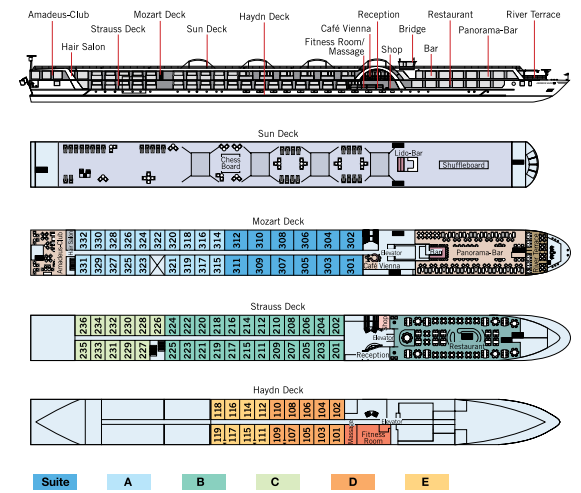 Amadeus-Club Mozart Deck Haydn Deck Reception Restaurant River Terrace
Strauss Deck Sun Deck Café Vienna Bridge Panorama-Bar
Hair Salon Fitness Room/ Massage Shop Bar
Sun Deck
Chess Board Lido-Bar Shuffleboard
Mozart Deck
Amadeus-Club Hair Salon 332 330 328 326 324 322 320 318 316 314 312 310 308 306 304 302 Elevator Bar Panorama-Bar River Terrace
331 329 327 325 323 321 319 317 315 311 309 307 305 303 301 Café Vienna
Strauss Deck
236 234 232 230 228 226 224 222 220 218 216 214 212 210 208 206 204 202 Shop Elevator Restaurant
235 233 231 229 227 225 223 221 219 217 215 211 209 207 205 203 201 Reception
Haydn Deck
118 116 114 112 110 108 106 104 102 Elevator
119 117 115 111 109 107 105 103 101 Massage Fitness Room
Suite A B C D E